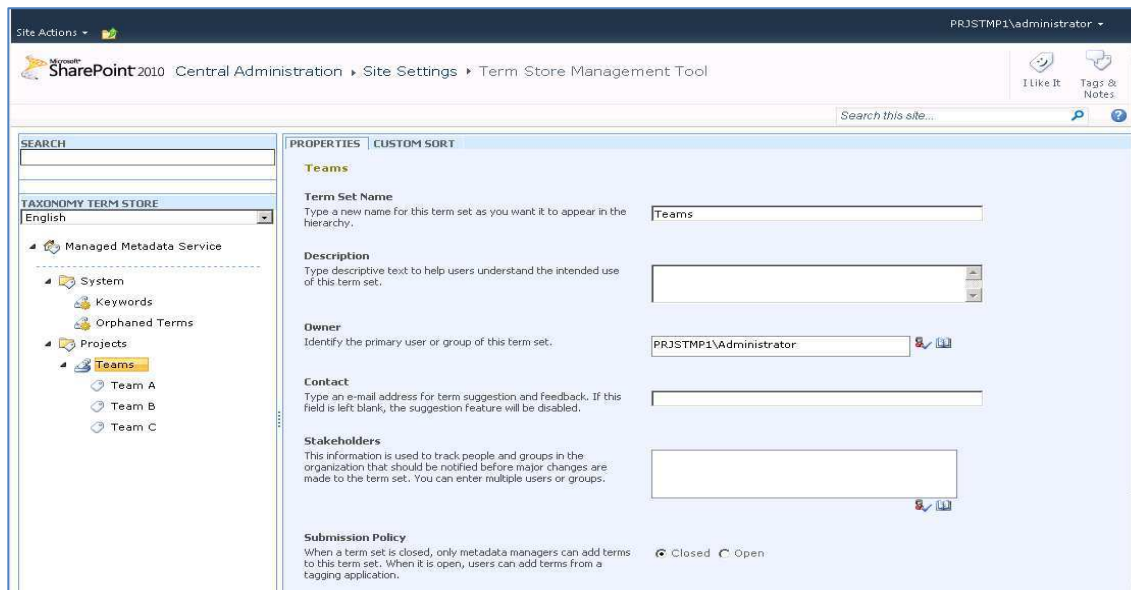 PRJSTMP1\administrator
Site Actions
Microsoft
SharePoint 2010 Central Administration Site Settings Term Store Management Tool
I Like It
Tags &
Notes
Search this site...
SEARCH
TAXONOMY TERM STORE
English
Managed Metadata Service
System
Keywords
Orphaned Terms
Projects
Teams
Team A
Team B
Team C
PROPERTIES CUSTOM SORT
Teams
Term Set Name
Type a new name for this term set as you want it to appear in the
hierarchy.
Teams
Description
Type descriptive text to help users understand the intended use
of this term set.
Owner
Identify the primary user or group of this term set.
PRJSTMP1\Administrator
Contact
Type an e-mail address for term suggestion and feedback. If this
field is left blank, the suggestion feature will be disabled.
Stakeholders
This information is used to track people and groups in the
organization that should be notified before major changes are
made to the term set. You can enter multiple users or groups.
Submission Policy
When a term set is closed, only metadata managers can add terms
to this term set. When it is open, users can add terms from a
tagging application.
Closed Open